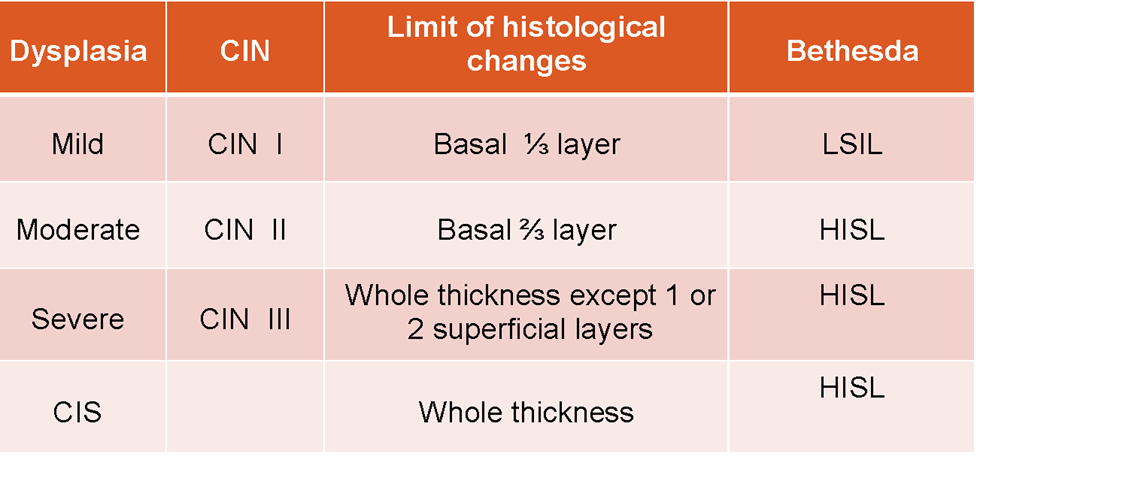 Dysplasia CIN Limit of histological Bethesda
changes
Mild CIN I Basal ⅓ layer LSIL
Moderate CIN II Basal ⅔ layer HISL
Severe CIN III Whole thickness except 1 or HISL
2 superficial layers
CIS Whole thickness HISL